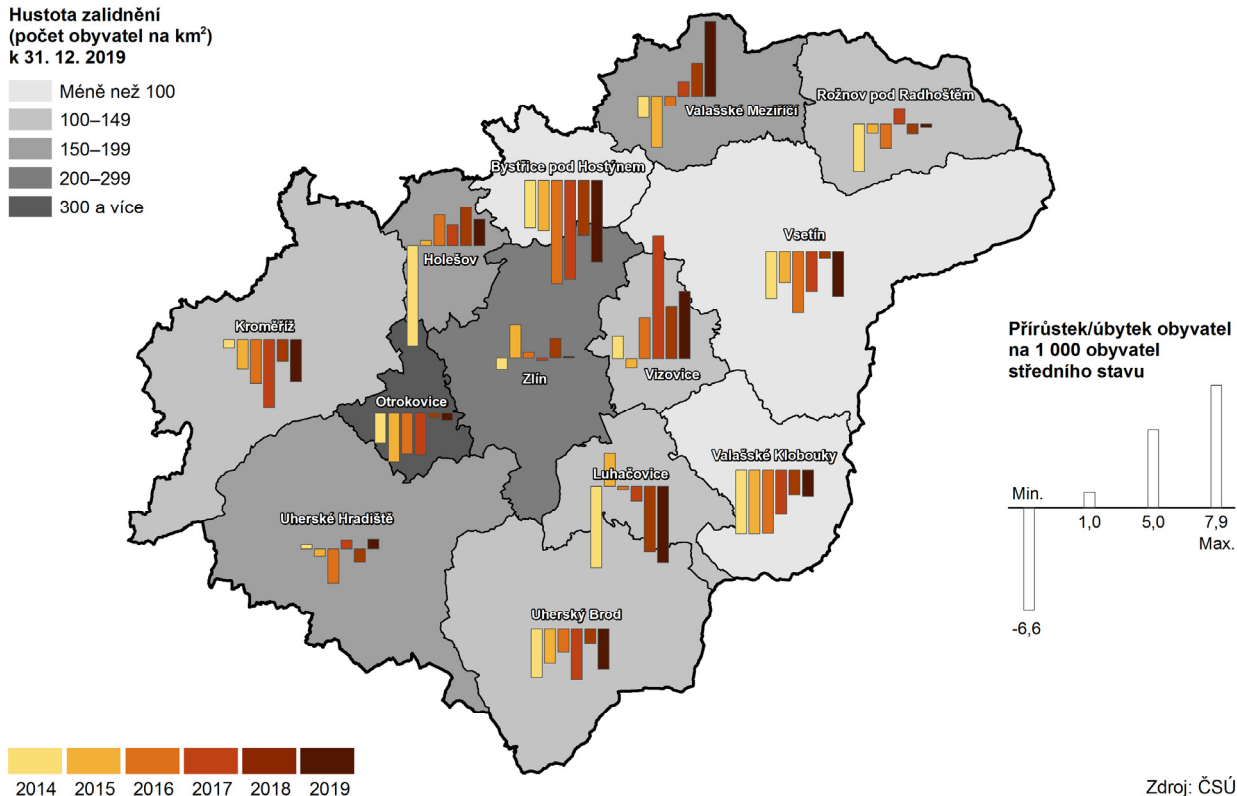 Hustota zalidnění
(počet obyvatel na km²)
k 31. 12. 2019
Méně než 100
100–149
150–199
200–299
300 a více
Valašské Meziříčí
Rožnov pod Radhoštěm
Bystřice pod Hostýnem
Vsetín
Holešov
Kroměříž
Zlín
Vizovice
Otrokovice
Luhačovice
Valašské Klobouky
Uherské Hradiště
Uherský Brod
Přírůstek/úbytek obyvatel
na 1 000 obyvatel
středního stavu
Min.
1,0
5,0
7,9
Max.
-6,6
2014
2015
2016
2017
2018
2019
Zdroj: ČSÚ